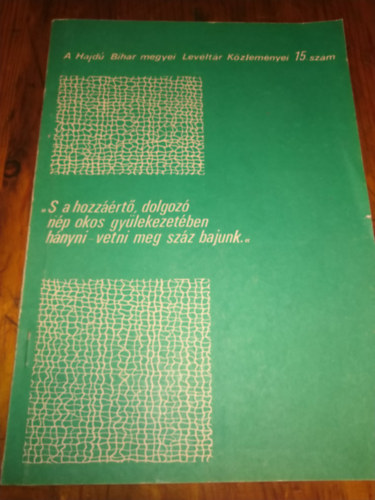 A Hajdú Bihar megyei Levéltár Közleményei 15 szám
„S a hozzáértő, dolgozó
nép okos gyülekezetében
hányni-vetni meg száz bajunk.„